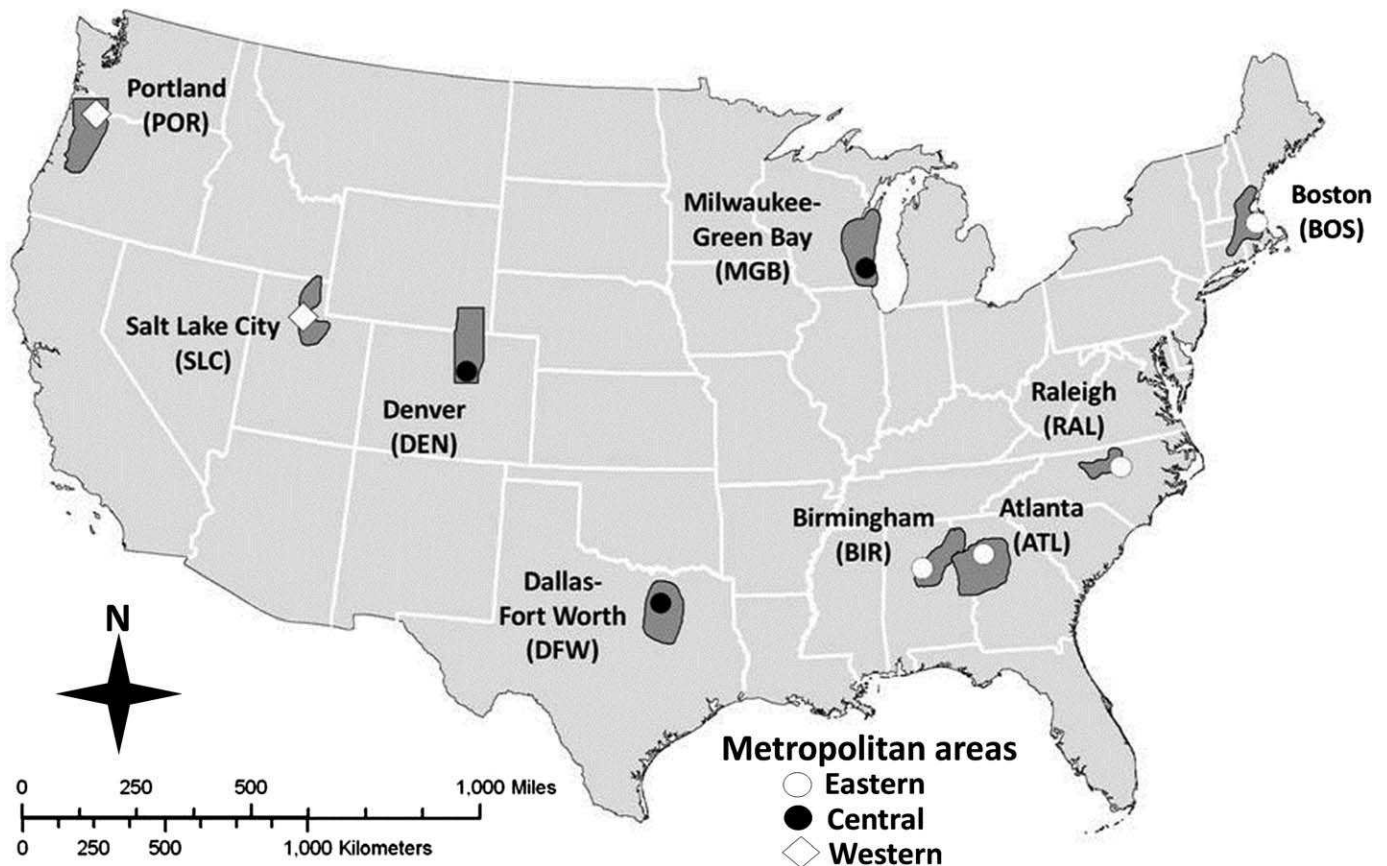 Portland
(POR)
Milwaukee-
Green Bay
(MGB)
Boston
(BOS)
Salt Lake City
(SLC)
Denver
(DEN)
Raleigh
(RAL)
Birmingham
(BIR)
Atlanta
(ATL)
Dallas-
Fort Worth
(DFW)
N
Metropolitan areas
Eastern
Central
Western
0 250 500 1,000 Miles
0 250 500 1,000 Kilometers